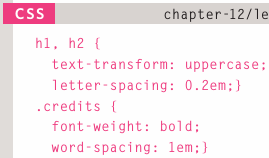 CSS chapter-12/le
h1, h2 {
text-transform: uppercase;
letter-spacing: 0.2em;}
.credits {
font-weight: bold;
word-spacing: 1em;}